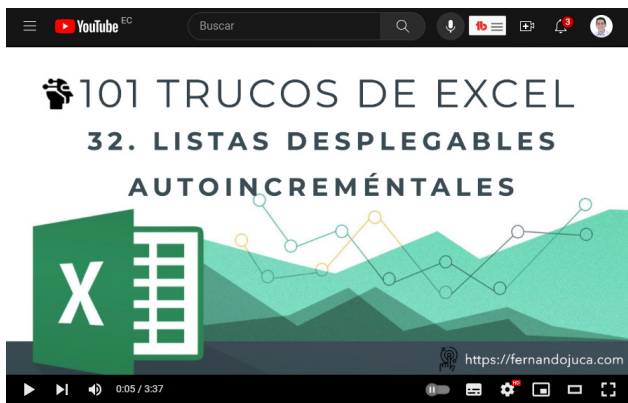 YouTube EC
Buscar
tb
3
101 TRUCOS DE EXCEL
32. LISTAS DESPLEGABLES
AUTOINCREMÉNTALES
X
https://fernandojuca.com
0:05 / 3:37
HD